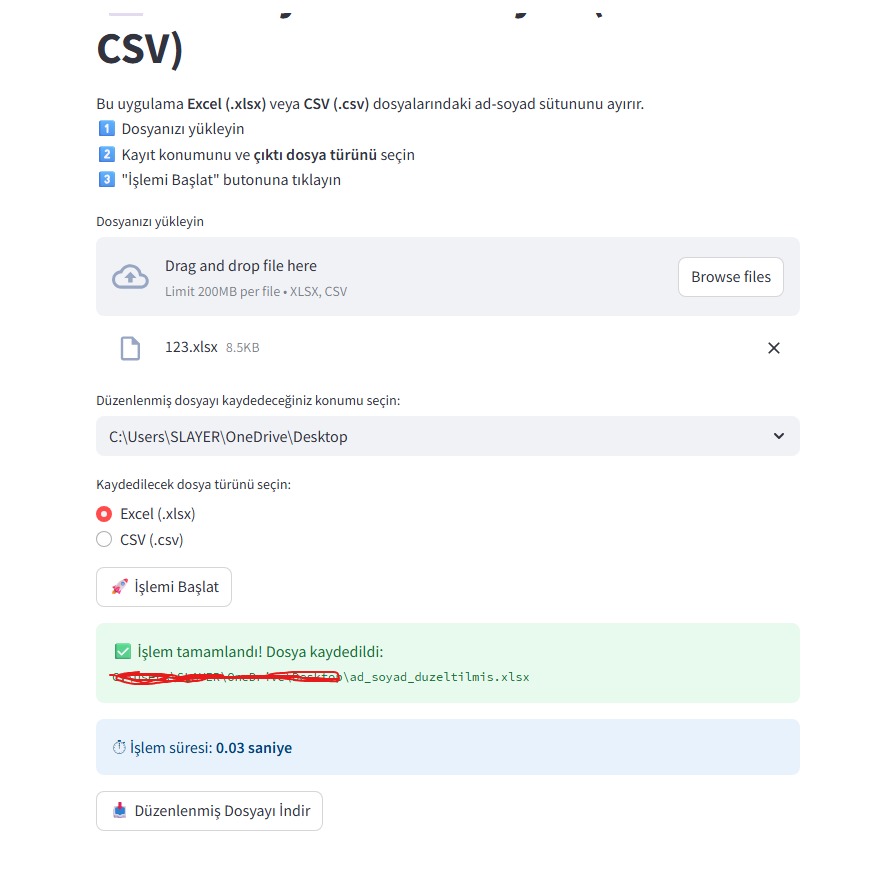 CSV)
Bu uygulama Excel (.xlsx) veya CSV (.csv) dosyalarındaki ad-soyad sütununu ayırır.
1 Dosyanızı yükleyin
2 Kayıt konumunu ve çıktı dosya türünü seçin
3 "İşlemi Başlat" butonuna tıklayın
Dosyanızı yükleyin
Drag and drop file here
Limit 200MB per file • XLSX, CSV
Browse files
123.xlsx 8.5KB
Düzenlenmiş dosyayı kaydedeceğiniz konumu seçin:
C:\Users\SLAYER\OneDrive\Desktop
Kaydedilecek dosya türünü seçin:
Excel (.xlsx)
CSV (.csv)
İşlemi Başlat
İşlem tamamlandı! Dosya kaydedildi:
\ad_soyad_duzeltilmis.xlsx
İşlem süresi: 0.03 saniye
Düzenlenmiş Dosyayı İndir